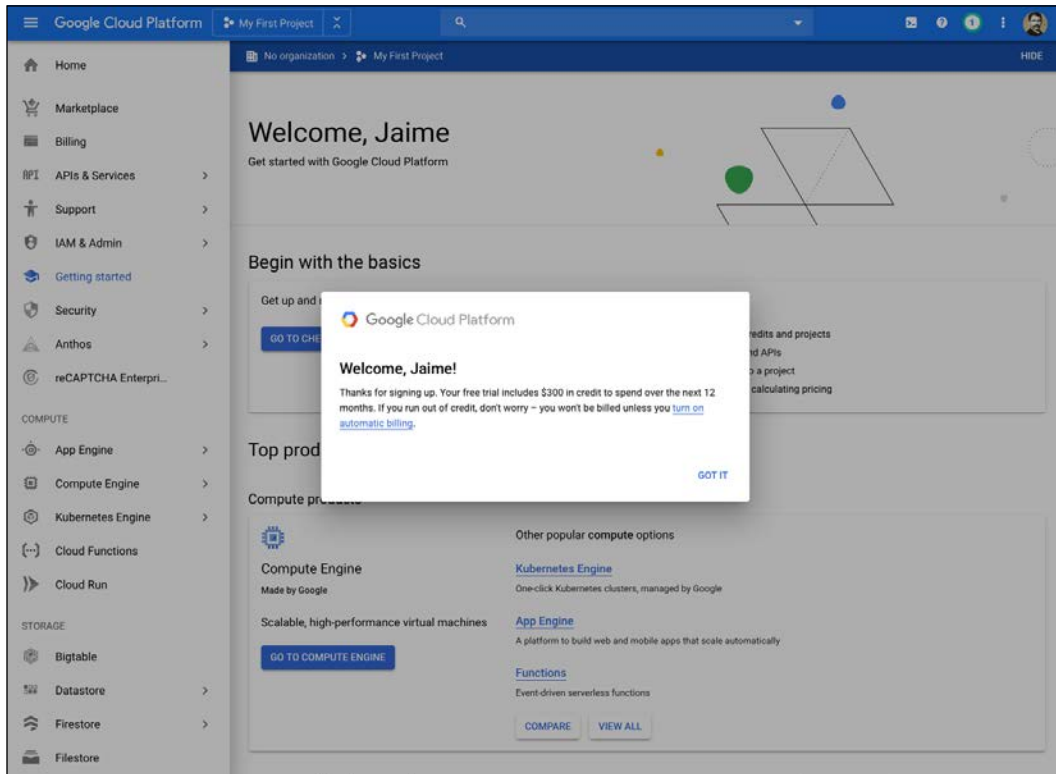 Google Cloud Platform
My First Project
1
No organization > My First Project
HIDE
Home
Marketplace
Billing
API APIs & Services
Support
IAM & Admin
Getting started
Security
Anthos
reCAPTCHA Enterpri...
COMPUTE
App Engine
Compute Engine
Kubernetes Engine
Cloud Functions
Cloud Run
STORAGE
Bigtable
Datastore
Firestore
Filestore
Welcome, Jaime
Get started with Google Cloud Platform
Begin with the basics
Get up and
GO TO CHE
redits and projects
nd APIs
a project
calculating pricing
Google Cloud Platform
Welcome, Jaime!
Thanks for signing up. Your free trial includes $300 in credit to spend over the next 12
months. If you run out of credit, don't worry – you won't be billed unless you turn on
automatic billing.
GOT IT
Top prod
Compute
Compute Engine
Made by Google
Scalable, high-performance virtual machines
GO TO COMPUTE ENGINE
Other popular compute options
Kubernetes Engine
One-click Kubernetes clusters, managed by Google
App Engine
A platform to build web and mobile apps that scale automatically
Functions
Event-driven serverless functions
COMPARE
VIEW ALL